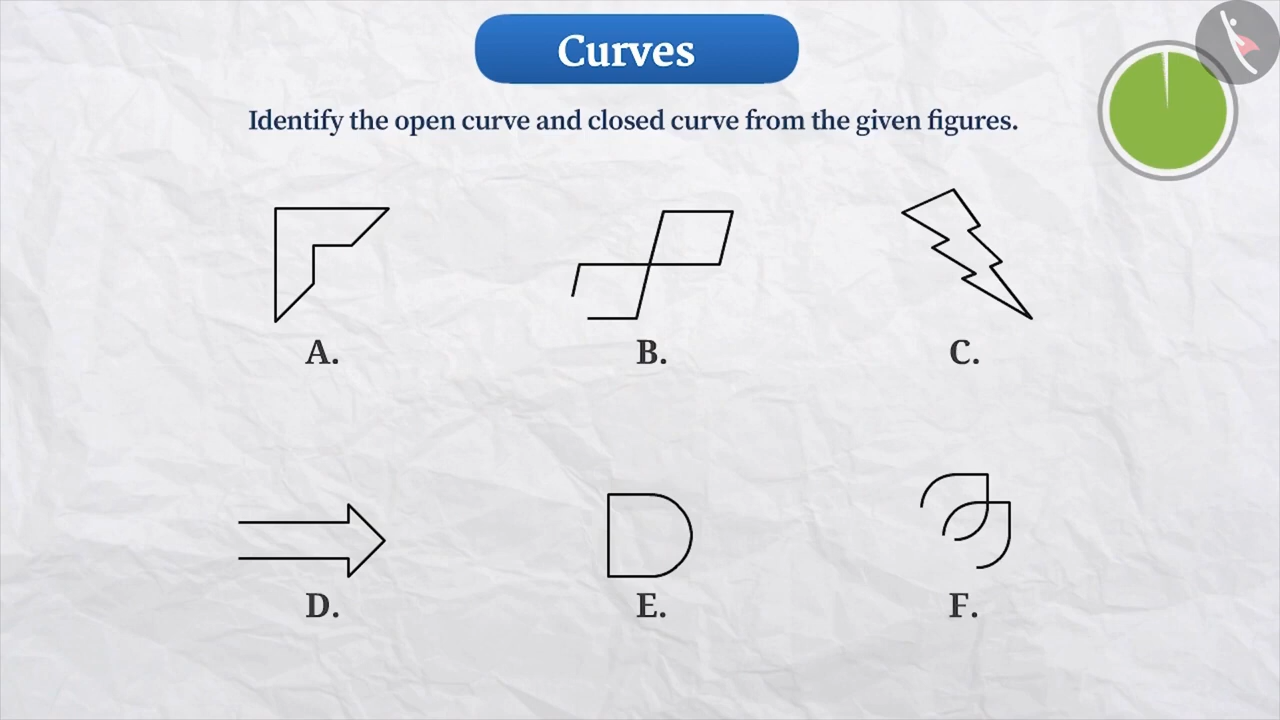 Curves
Identify the open curve and closed curve from the given figures.
A.
B.
C.
D.
E.
F.